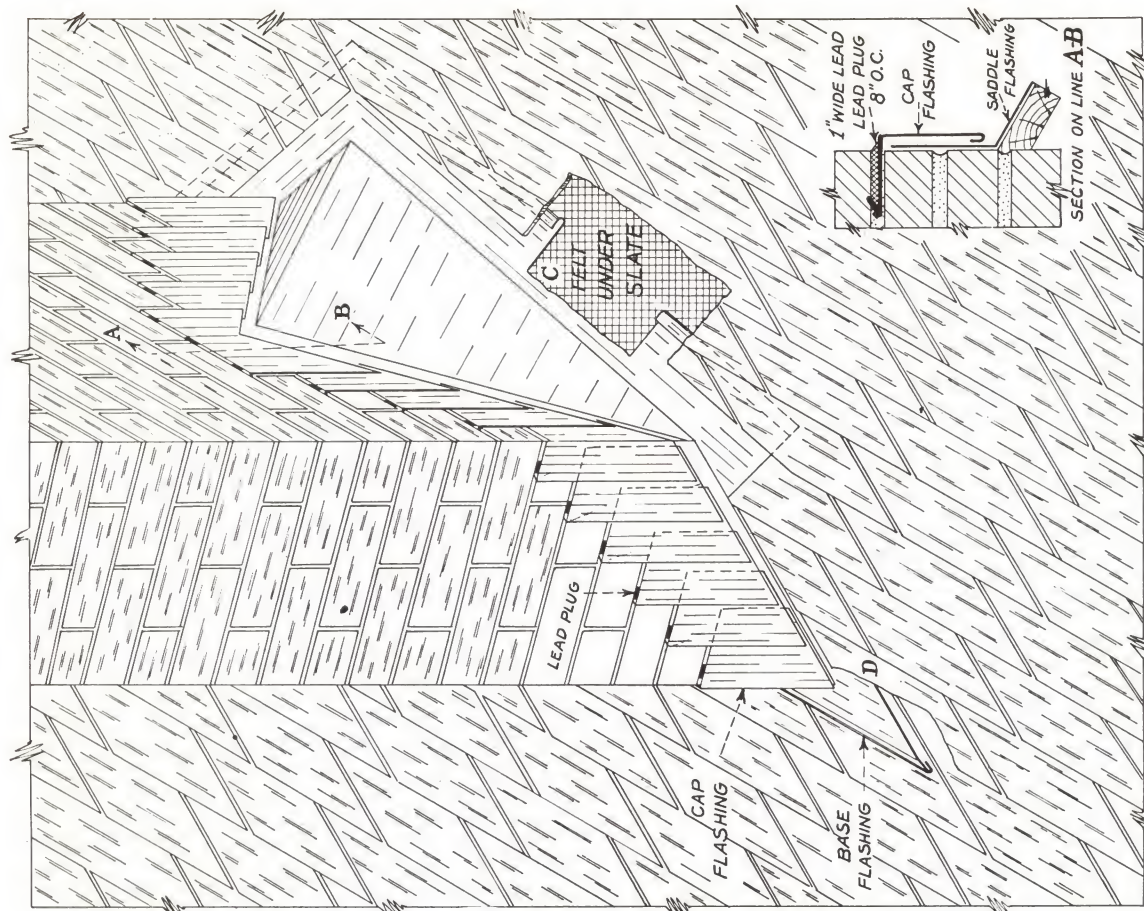 A
B
C
FELT
UNDER
SLATE
LEAD PLUG
CAP
FLASHING
BASE
FLASHING
D
1" WIDE LEAD
LEAD PLUG
8" O.C.
CAP
FLASHING
SADDLE
FLASHING
SECTION ON LINE A-B